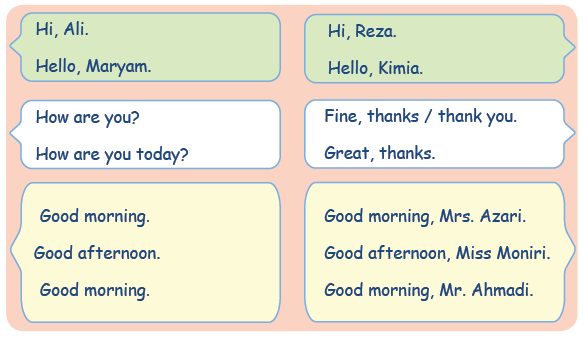 Hi, Ali.
Hello, Maryam.
Hi, Reza.
Hello, Kimia.
How are you?
How are you today?
Fine, thanks / thank you.
Great, thanks.
Good morning.
Good afternoon.
Good morning.
Good morning, Mrs. Azari.
Good afternoon, Miss Moniri.
Good morning, Mr. Ahmadi.